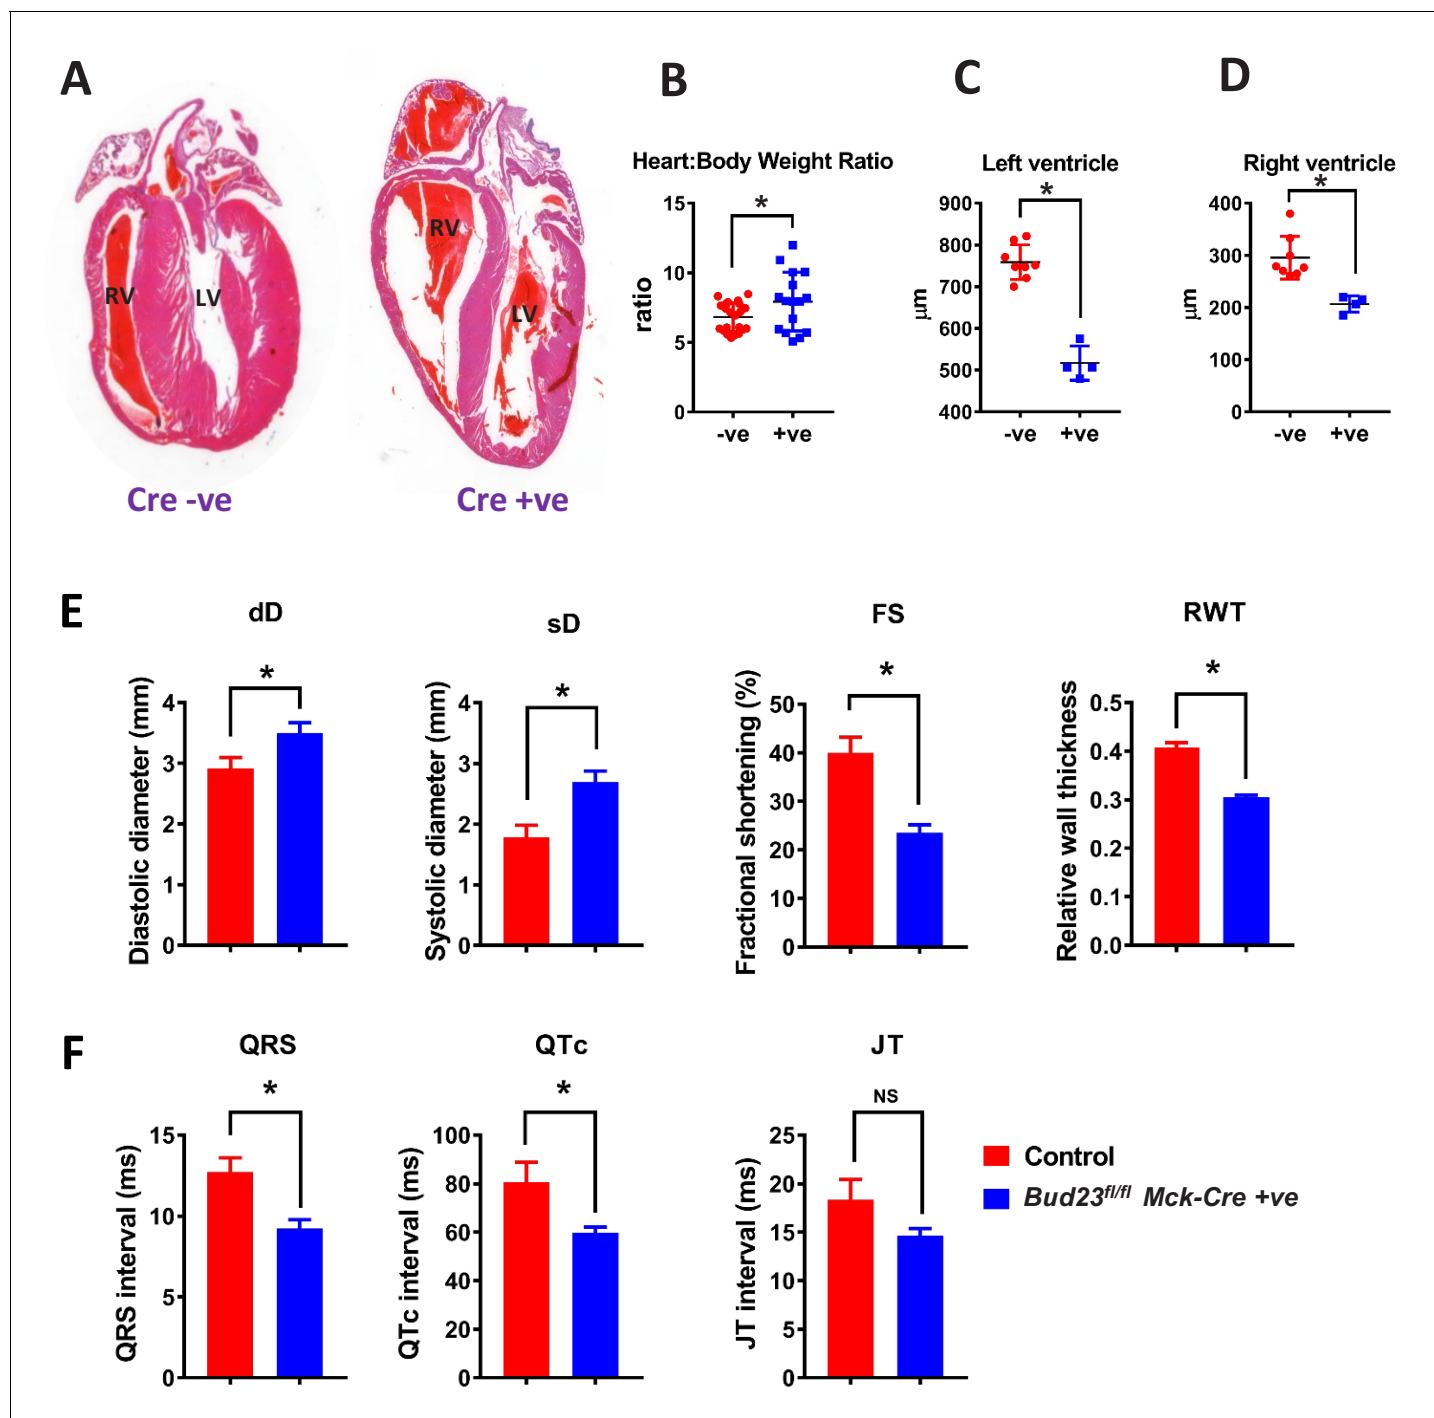 A
B
C
D
RV
LV
RV
LV
Cre -ve
Cre +ve
Heart:Body Weight Ratio
*
ratio
15
10
5
0
-ve
+ve
Left ventricle
*
µm
900
800
700
600
500
400
-ve
+ve
Right ventricle
*
µm
400
300
200
100
0
-ve
+ve
E
dD
*
Diastolic diameter (mm)
4
3
2
1
0
sD
*
Systolic diameter (mm)
4
3
2
1
0
FS
*
Fractional shortening (%)
50
40
30
20
10
0
RWT
*
Relative wall thickness
0.5
0.4
0.3
0.2
0.1
0.0
F
QRS
*
QRS interval (ms)
15
10
5
0
QTc
*
QTc interval (ms)
100
80
60
40
20
0
JT
NS
JT interval (ms)
25
20
15
10
5
0
Control
Bud23fl/fl Mck-Cre +ve